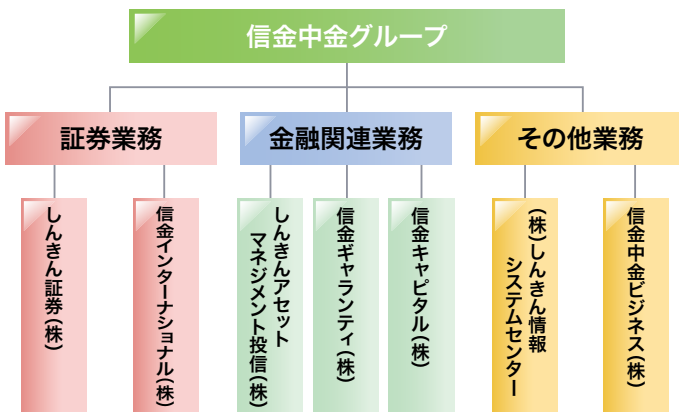 信金中金グループ
証券業務
金融関連業務
その他業務
しんきん証券(株)
信金インターナショナル(株)
しんきんアセット
マネジメント投信(株)
信金ギャランティ(株)
信金キャピタル(株)
(株)しんきん情報
システムセンター
信金中金ビジネス(株)